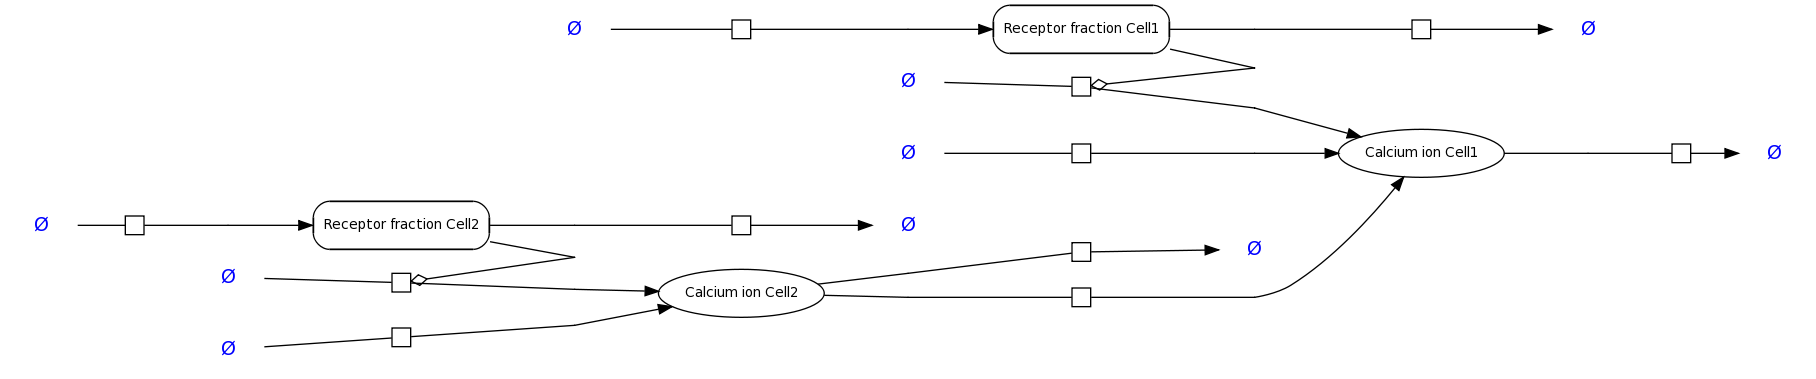 Ø Receptor fraction Cell1 Ø
Ø
Ø Calcium ion Cell1 Ø
Ø Receptor fraction Cell2 Ø
Ø
Ø
Calcium ion Cell2
Ø